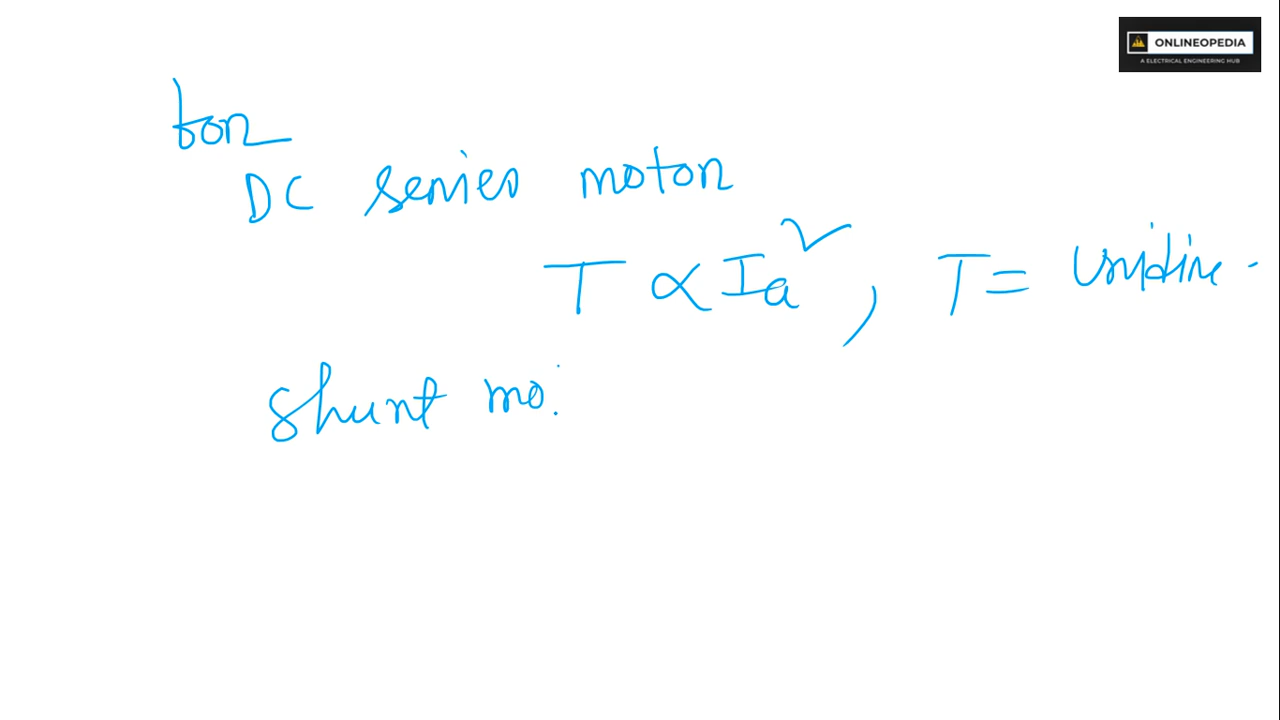 ONLINEOPEDIA
A ELECTRICAL ENGINEERING HUB
for
DC series motor
T ∝ Ia², T = Unidire -
Shunt mo